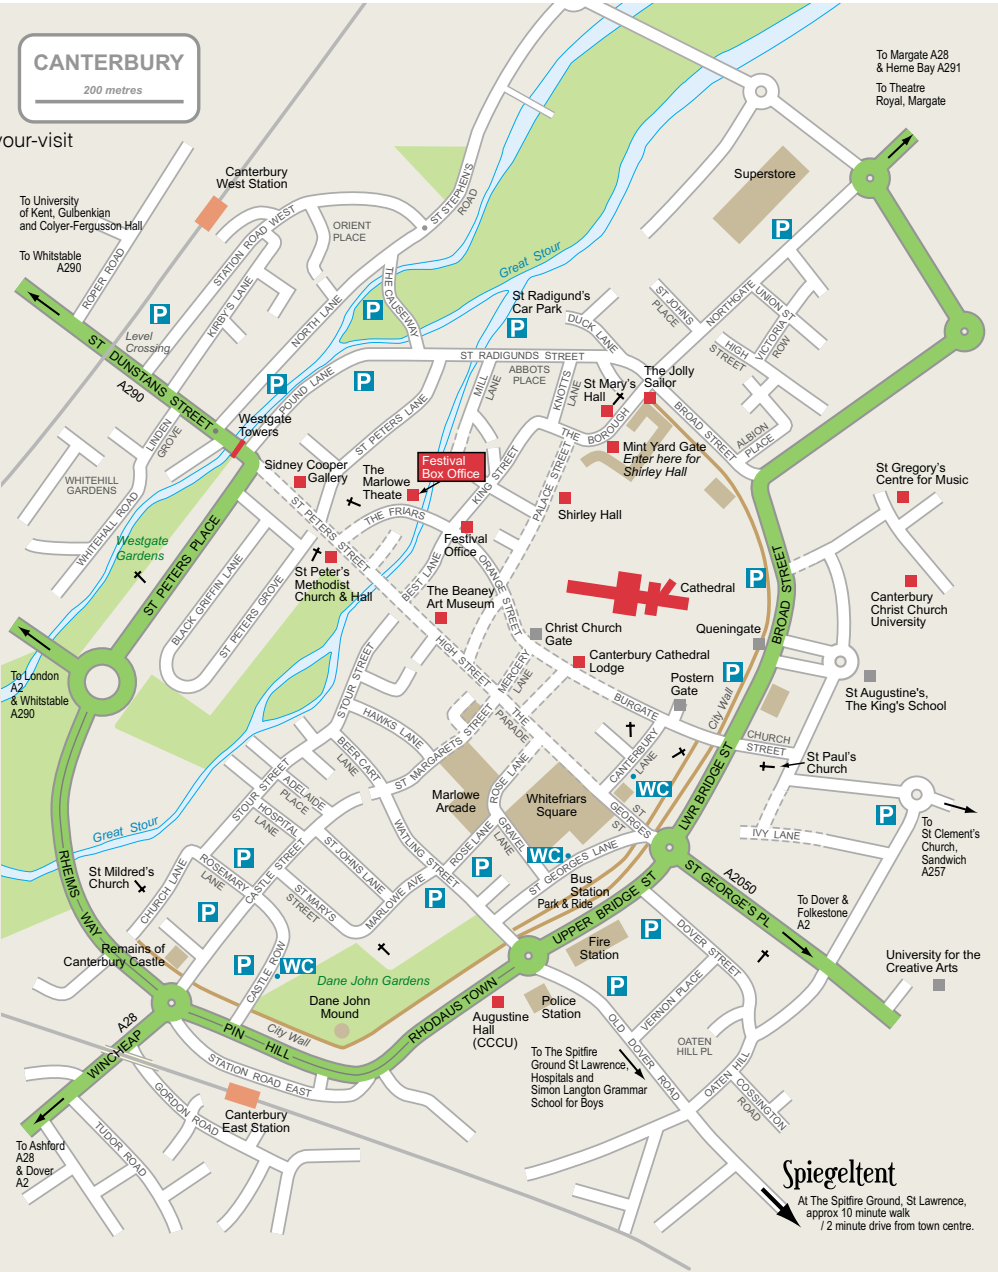 CANTERBURY
200 metres
your-visit
To Margate A28
& Herne Bay A291
To Theatre
Royal, Margate
Canterbury
West Station
To University
of Kent, Gulbenkian
and Colyer-Fergusson Hall
To Whitstable
A290
ROPER ROAD
STATION ROAD WEST
ORIENT
PLACE
ST STEPHEN'S
ROAD
Superstore
P
Great Stour
KIRBY'S LANE
NORTH LANE
THE CAUSEWAY
P
P
Level
Crossing
St Radigund's
Car Park
P
DUCK LANE
ST JOHNS
PLACE
NORTHGATE
UNION ST
VICTORIA
ROW
HIGH
STREET
ST DUNSTANS STREET
A290
ST RADIGUNDS STREET
ABBOTS
PLACE
P
P
POUND LANE
MILL
LANE
KNOTTS
LANE
St Mary's
Hall
The Jolly
Sailor
LINDEN
GROVE
Westgate
Towers
ST PETERS LANE
THE
BOROUGH
BROAD STREET
ALBION
PLACE
Mint Yard Gate
Enter here for
Shirley Hall
WHITEHILL
GARDENS
Sidney Cooper
Gallery
The
Marlowe
Theate
Festival
Box Office
KING STREET
PALACE STREET
St Gregory's
Centre for Music
WHITEHALL ROAD
ST PETERS STREET
THE FRIARS
Shirley Hall
Westgate
Gardens
ST PETERS PLACE
Festival
Office
St Peter's
Methodist
Church & Hall
BEST LANE
ORANGE STREET
BLACK GRIFFIN LANE
ST PETERS GROVE
The Beaney
Art Museum
Cathedral
P
BROAD STREET
Canterbury
Christ Church
University
Christ Church
Gate
Queningate
To London
A2
& Whitstable
A290
HIGH STREET
MERCERY
LANE
Canterbury Cathedral
Lodge
Postern
Gate
P
St Augustine's,
The King's School
STOUR STREET
HAWKS LANE
THE
PARADE
BURGATE
City Wall
BEER CART
LANE
ST MARGARETS STREET
CANTERBURY
LANE
CHURCH
STREET
St Paul's
Church
ADELAIDE
PLACE
STOUR STREET
HOSPITAL
LANE
Marlowe
Arcade
ROSE LANE
Whitefriars
Square
WC
ST
GEORGES
ST
LWR BRIDGE ST
P
To
St Clement's
Church,
Sandwich
A257
Great Stour
WATLING STREET
GRAVEL
LANE
ROSE LANE
IVY LANE
WC
ST GEORGES LANE
RHEIMS WAY
St Mildred's
Church
CHURCH LANE
ROSEMARY
LANE
P
CASTLE STREET
ST JOHNS LANE
ST MARYS
STREET
MARLOWE AVE
P
P
Bus
Station
Park & Ride
A2050
ST GEORGE'S PL
To Dover &
Folkestone
A2
P
UPPER BRIDGE ST
Remains of
Canterbury Castle
P
WC
CASTLE ROW
Dane John Gardens
Dane John
Mound
Fire
Station
P
DOVER STREET
University for the
Creative Arts
P
Police
Station
VERNON PLACE
OLD
DOVER
ROAD
OATEN
HILL PL
City Wall
RHODAUS TOWN
Augustine
Hall
(CCCU)
A28
WINCHEAP
PIN HILL
STATION ROAD EAST
To The Spitfire
Ground St Lawrence,
Hospitals and
Simon Langton Grammar
School for Boys
OATEN HILL
COSSINGTON
ROAD
GORDON ROAD
Canterbury
East Station
TUDOR ROAD
To Ashford
A28
& Dover
A2
Spiegeltent
At The Spitfire Ground, St Lawrence,
approx 10 minute walk
/ 2 minute drive from town centre.